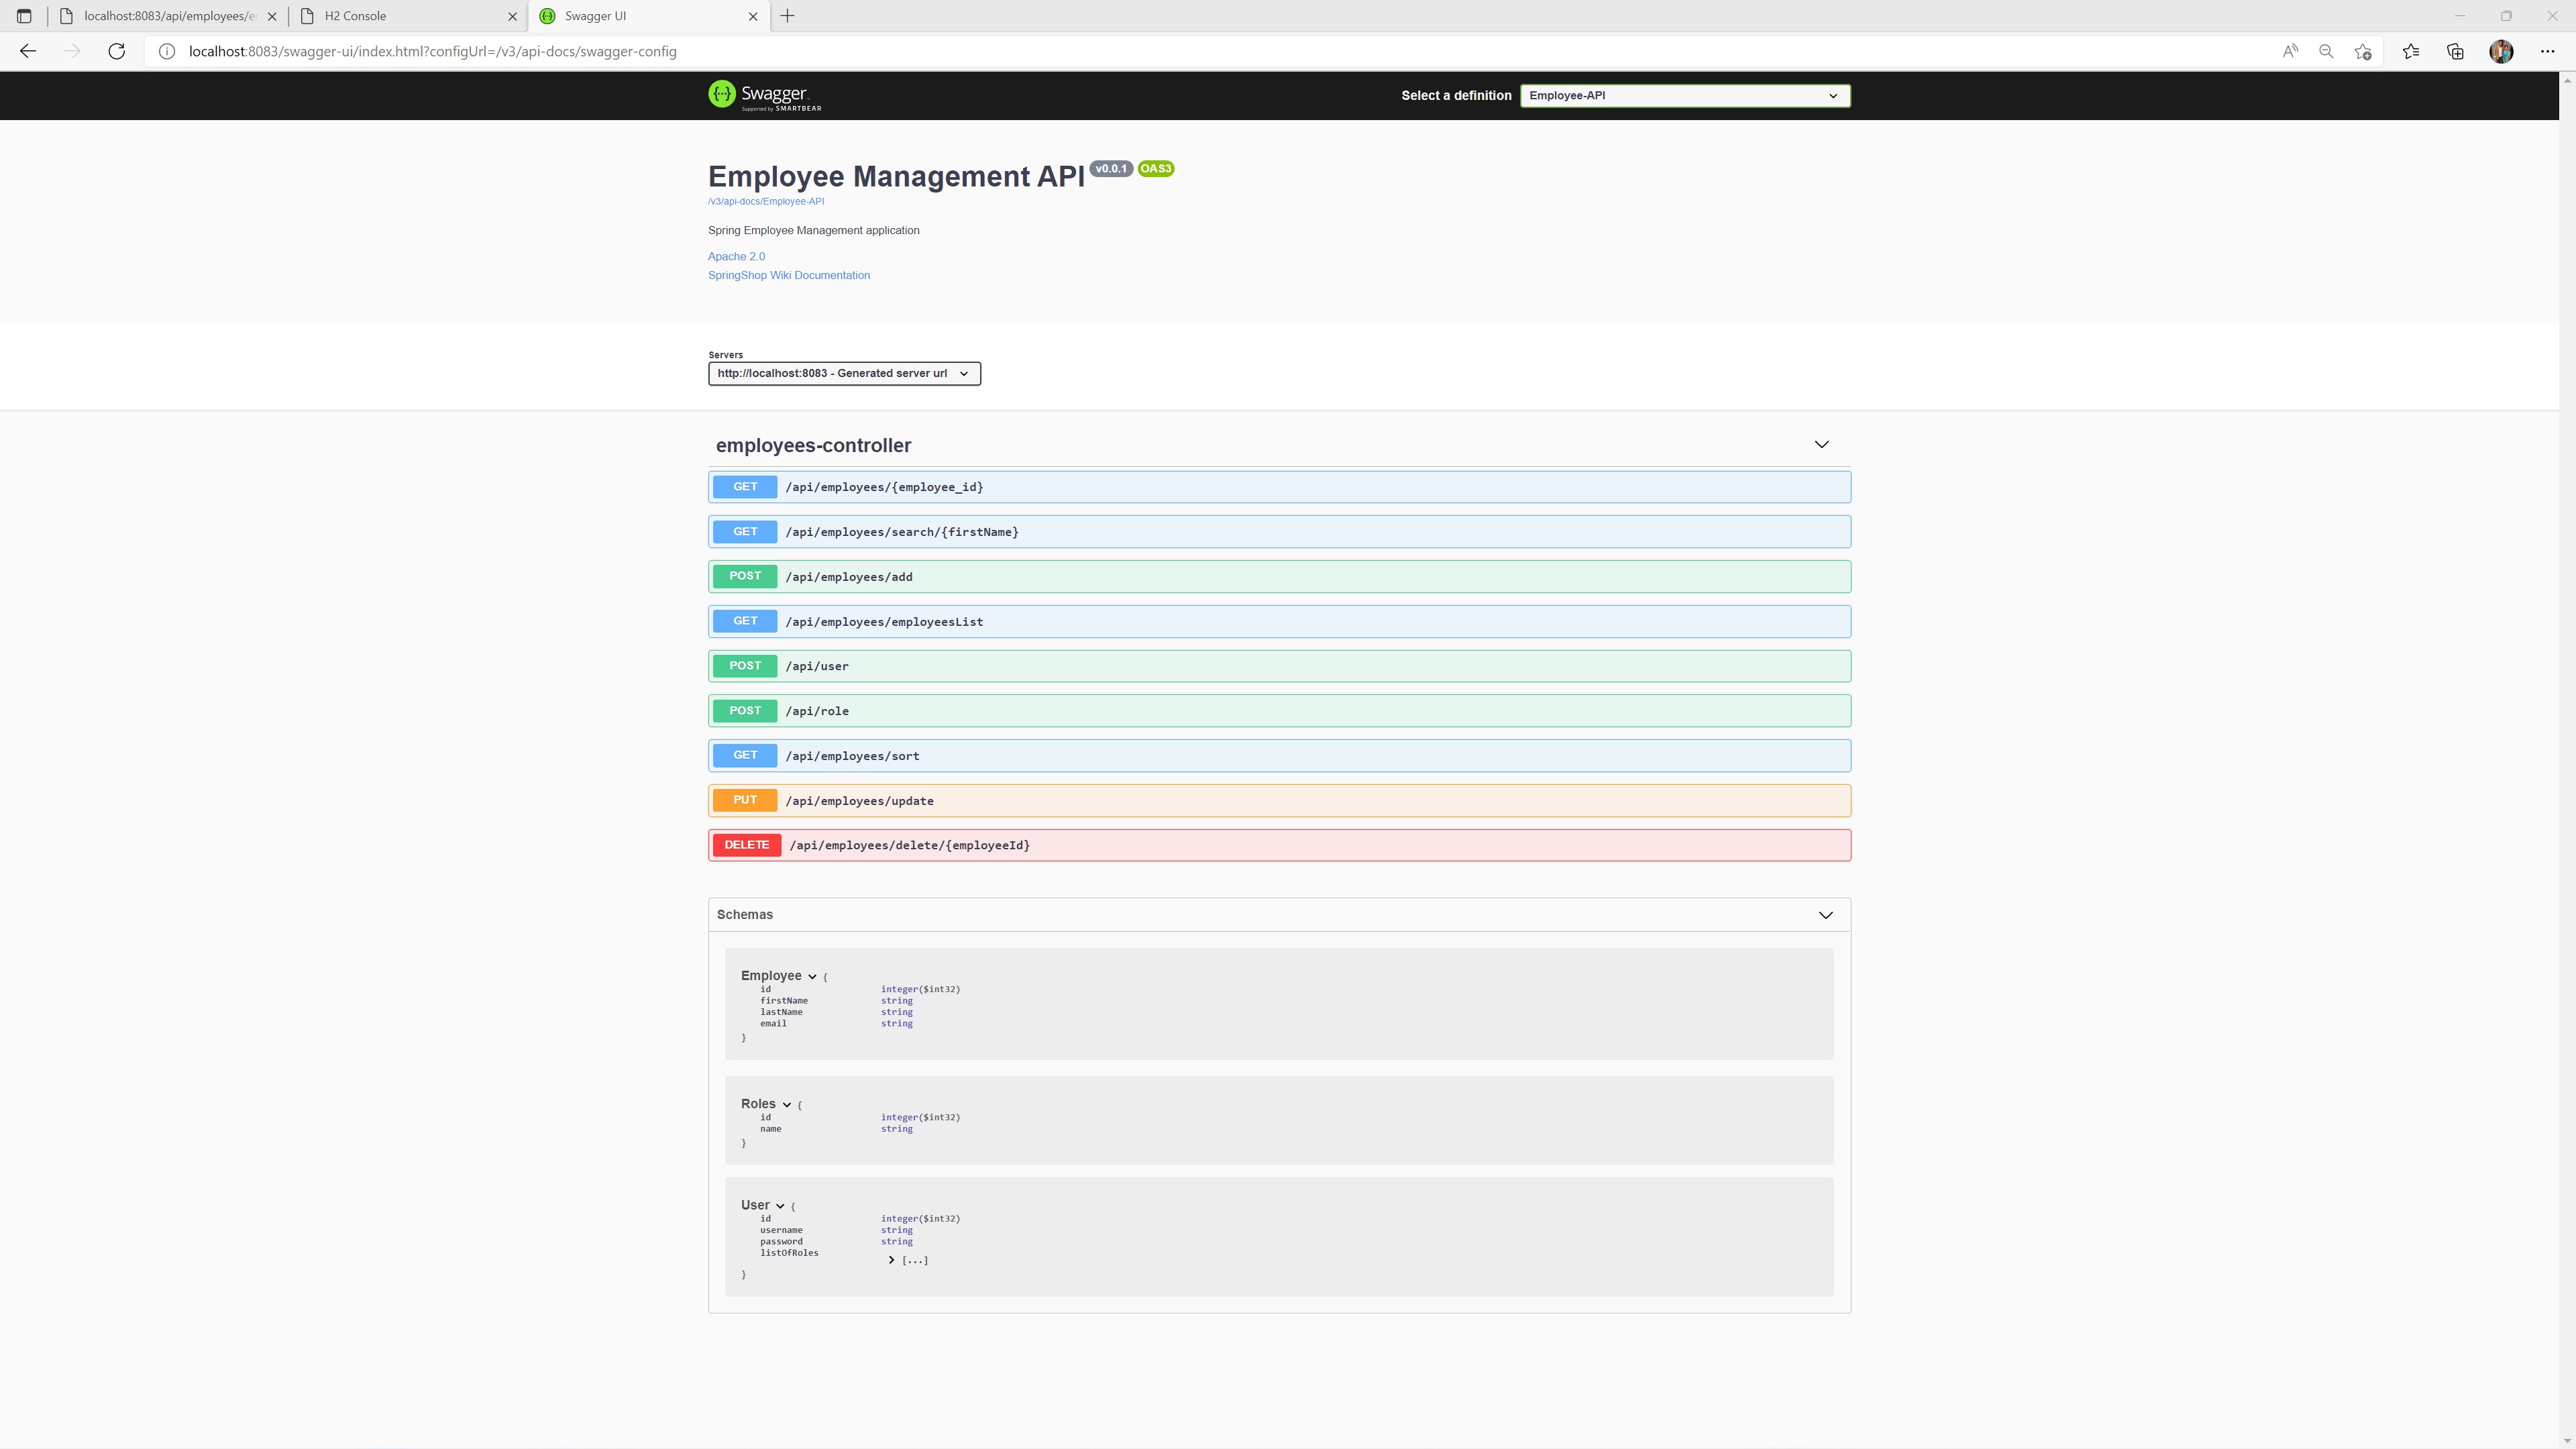 localhost:8083/api/employees/e
H2 Console
Swagger UI
localhost:8083/swagger-ui/index.html?configUrl=/v3/api-docs/swagger-config
Swagger
Supported by SMARTBEAR
Select a definition
Employee-API
Employee Management API v0.0.1 OAS3
/v3/api-docs/Employee-API
Spring Employee Management application
Apache 2.0
SpringShop Wiki Documentation
Servers
http://localhost:8083 - Generated server url
employees-controller
GET /api/employees/{employee_id}
GET /api/employees/search/{firstName}
POST /api/employees/add
GET /api/employees/employeesList
POST /api/user
POST /api/role
GET /api/employees/sort
PUT /api/employees/update
DELETE /api/employees/delete/{employeeId}
Schemas
Employee {
id integer($int32)
firstName string
lastName string
email string
}
Roles {
id integer($int32)
name string
}
User {
id integer($int32)
username string
password string
listOfRoles
[...]
}